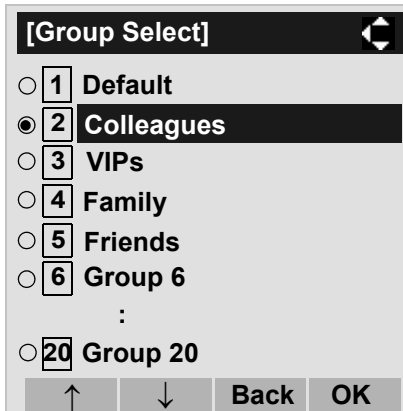 [Group Select]
1 Default
2 Colleagues
3 VIPs
4 Family
5 Friends
6 Group 6
:
20 Group 20
↑ ↓ Back OK